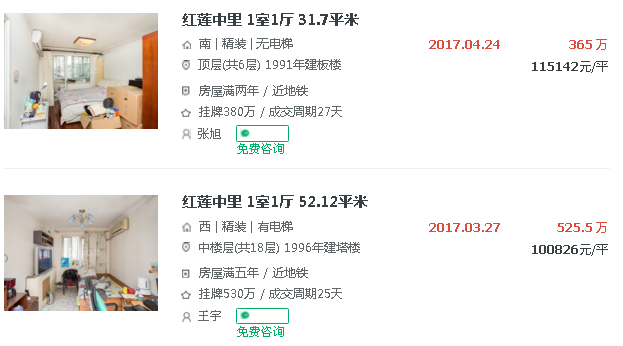 红莲中里 1室1厅 31.7平米
南 | 精装 | 无电梯 2017.04.24 365 万
顶层(共6层) 1991年建板楼 115142元/平
房屋满两年 / 近地铁
挂牌380万 / 成交周期27天
张旭
免费咨询
红莲中里 1室1厅 52.12平米
西 | 精装 | 有电梯 2017.03.27 525.5 万
中楼层(共18层) 1996年建塔楼 100826元/平
房屋满五年 / 近地铁
挂牌530万 / 成交周期25天
王宇
免费咨询